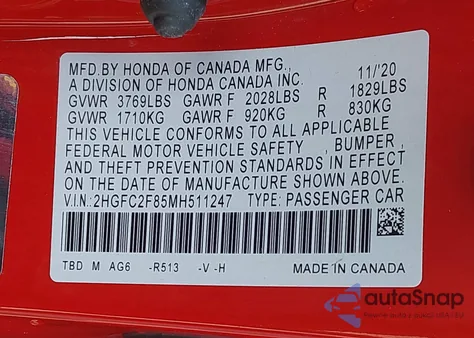 MFD.BY HONDA OF CANADA MFG., 11/'20
A DIVISION OF HONDA CANADA INC.
GVWR 3769LBS GAWR F 2028LBS R 1829LBS
GVWR 1710KG GAWR F 920KG R 830KG
THIS VEHICLE CONFORMS TO ALL APPLICABLE
FEDERAL MOTOR VEHICLE SAFETY , BUMPER ,
AND THEFT PREVENTION STANDARDS IN EFFECT
ON THE DATE OF MANUFACTURE SHOWN ABOVE.
V.I.N: 2HGFC2F85MH511247 TYPE: PASSENGER CAR
TBD M AG6 -R513 -V -H MADE IN CANADA
autoSnap